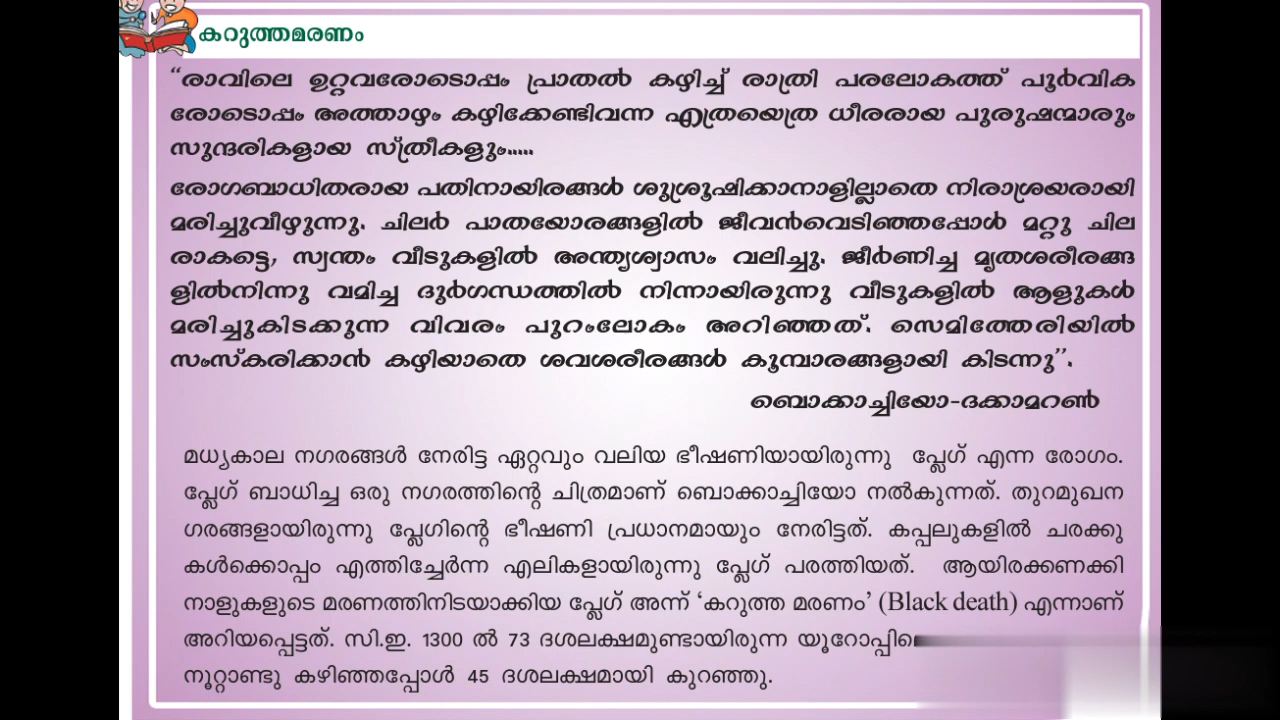 കറുത്തമരണം
“രാവിലെ ഉറ്റവരോടൊപ്പം പ്രാതൽ കഴിച്ച് രാത്രി പരലോകത്ത് പൂർവിക
രോടൊപ്പം അത്താഴം കഴിക്കേണ്ടിവന്ന എത്രയെത്ര ധീരരായ പുരുഷന്മാരും
സുന്ദരികളായ സ്ത്രീകളും.....
രോഗബാധിതരായ പതിനായിരങ്ങൾ ശുശ്രൂഷിക്കാനാളില്ലാതെ നിരാശ്രയരായി
മരിച്ചുവീഴുന്നു. ചിലർ പാതയോരങ്ങളിൽ ജീവൻവെടിഞ്ഞപ്പോൾ മറ്റു ചില
രാകട്ടെ, സ്വന്തം വീടുകളിൽ അന്ത്യശ്വാസം വലിച്ചു. ജീർണിച്ച മൃതശരീരങ്ങ
ളിൽനിന്നു വമിച്ച ദുർഗന്ധത്തിൽ നിന്നായിരുന്നു വീടുകളിൽ ആളുകൾ
മരിച്ചുകിടക്കുന്ന വിവരം പുറംലോകം അറിഞ്ഞത്. സെമിത്തേരിയിൽ
സംസ്കരിക്കാൻ കഴിയാതെ ശവശരീരങ്ങൾ കൂമ്പാരങ്ങളായി കിടന്നു”.
ബൊക്കാച്ചിയോ-ദക്കാമറൺ
മധ്യകാല നഗരങ്ങൾ നേരിട്ട ഏറ്റവും വലിയ ഭീഷണിയായിരുന്നു പ്ലേഗ് എന്ന രോഗം.
പ്ലേഗ് ബാധിച്ച ഒരു നഗരത്തിന്റെ ചിത്രമാണ് ബൊക്കാച്ചിയോ നൽകുന്നത്. തുറമുഖന
ഗരങ്ങളായിരുന്നു പ്ലേഗിന്റെ ഭീഷണി പ്രധാനമായും നേരിട്ടത്. കപ്പലുകളിൽ ചരക്കു
കൾക്കൊപ്പം എത്തിച്ചേർന്ന എലികളായിരുന്നു പ്ലേഗ് പരത്തിയത്. ആയിരക്കണക്കി
നാളുകളുടെ മരണത്തിനിടയാക്കിയ പ്ലേഗ് അന്ന് ‘കറുത്ത മരണം’ (Black death) എന്നാണ്
അറിയപ്പെട്ടത്. സി.ഇ. 1300 ൽ 73 ദശലക്ഷമുണ്ടായിരുന്ന
നൂറ്റാണ്ടു കഴിഞ്ഞപ്പോൾ 45 ദശലക്ഷമായി കുറഞ്ഞു.